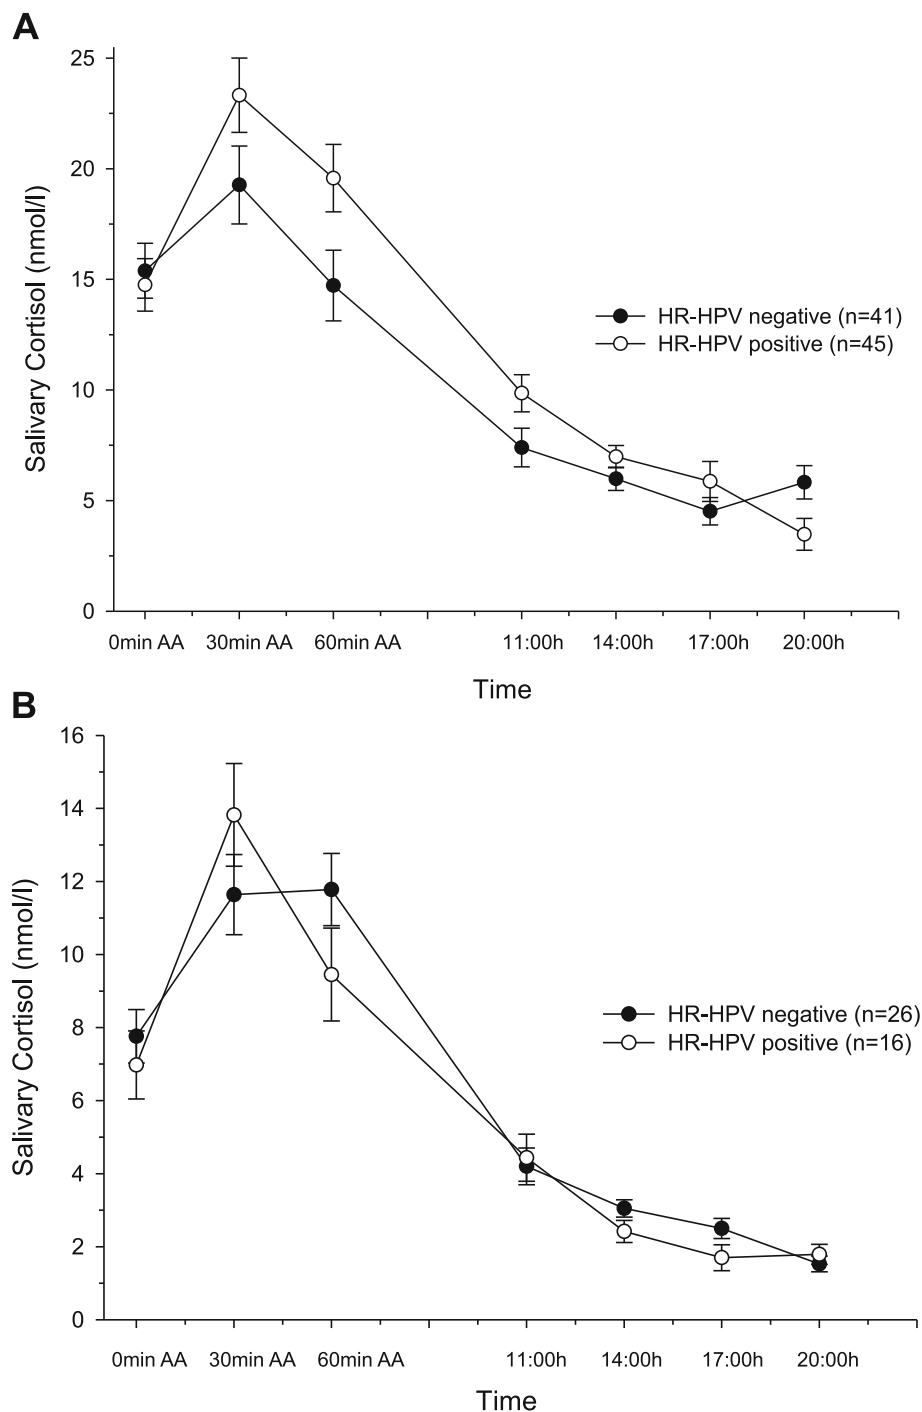 A
25
20
15
10
5
0
Salivary Cortisol (nmol/l)
HR-HPV negative (n=41)
HR-HPV positive (n=45)
0min AA 30min AA 60min AA 11:00h 14:00h 17:00h 20:00h
Time
B
16
14
12
10
8
6
4
2
0
Salivary Cortisol (nmol/l)
HR-HPV negative (n=26)
HR-HPV positive (n=16)
0min AA 30min AA 60min AA 11:00h 14:00h 17:00h 20:00h
Time